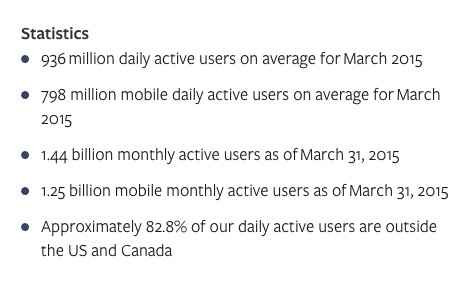 Statistics
936 million daily active users on average for March 2015
798 million mobile daily active users on average for March
2015
1.44 billion monthly active users as of March 31, 2015
1.25 billion mobile monthly active users as of March 31, 2015
Approximately 82.8% of our daily active users are outside
the US and Canada